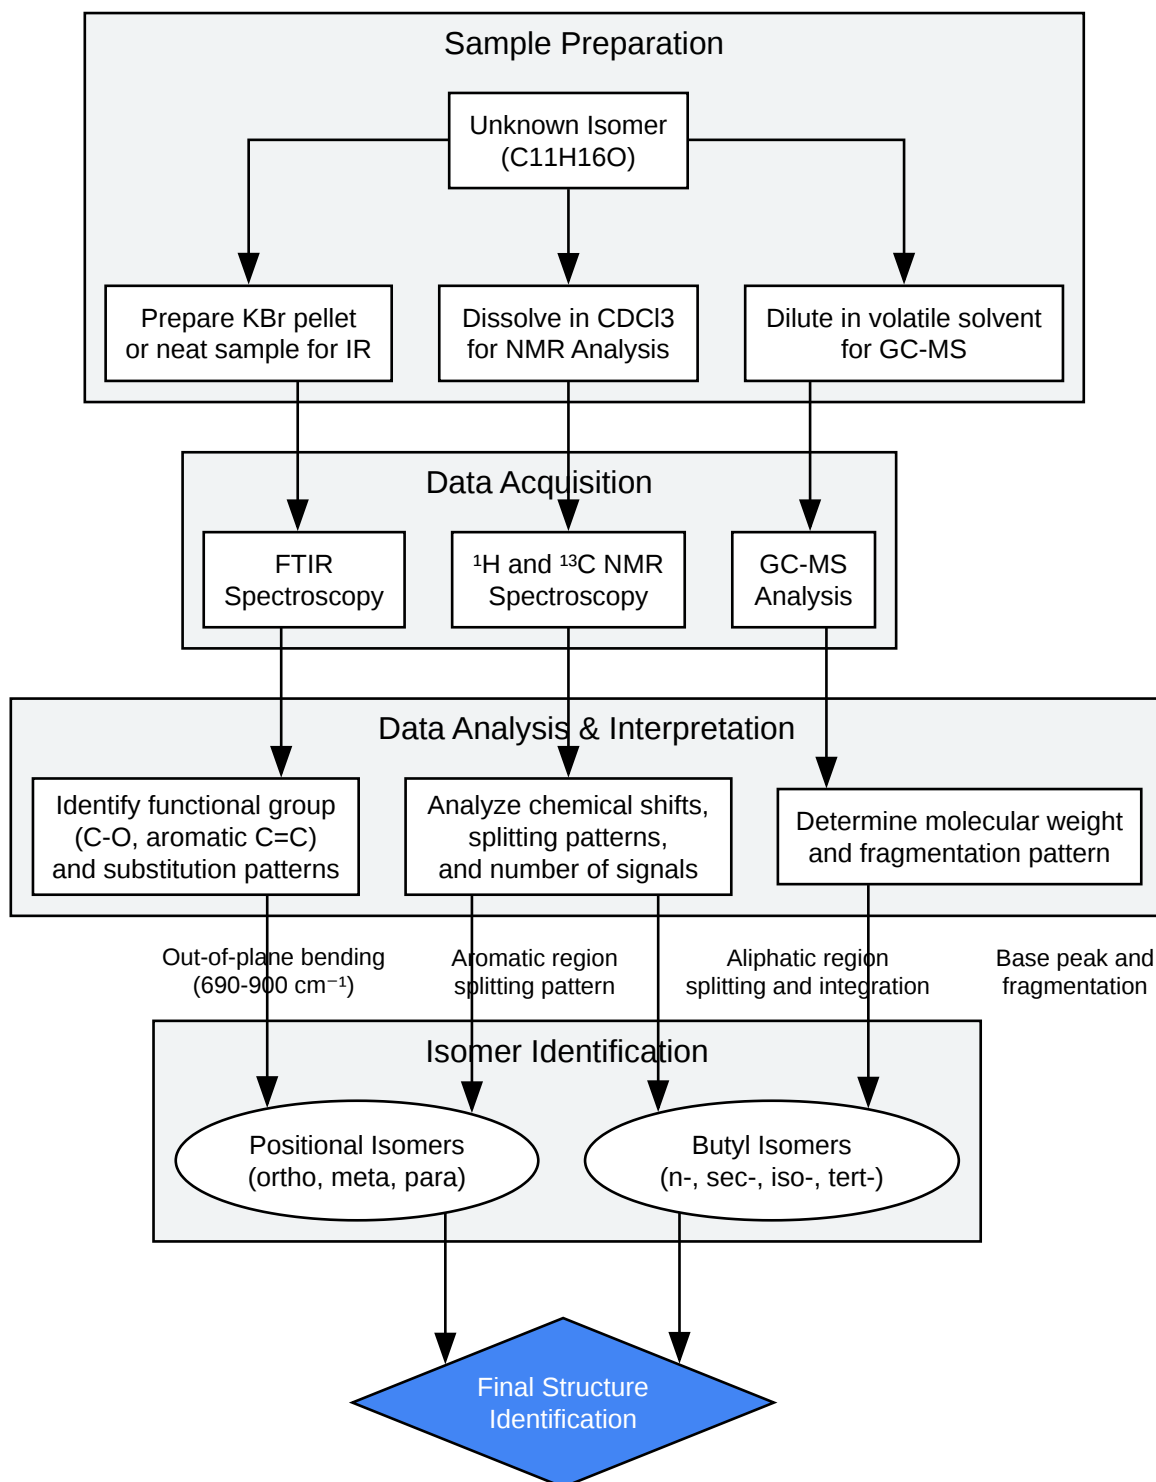 Sample Preparation
Unknown Isomer
(C11H16O)
Prepare KBr pellet
or neat sample for IR
Dissolve in CDCl3
for NMR Analysis
Dilute in volatile solvent
for GC-MS
Data Acquisition
FTIR
Spectroscopy
¹H and ¹³C NMR
Spectroscopy
GC-MS
Analysis
Data Analysis & Interpretation
Identify functional group
(C-O, aromatic C=C)
and substitution patterns
Analyze chemical shifts,
splitting patterns,
and number of signals
Determine molecular weight
and fragmentation pattern
Out-of-plane bending
(690-900 cm⁻¹)
Aromatic region
splitting pattern
Aliphatic region
splitting and integration
Base peak and
fragmentation
Isomer Identification
Positional Isomers
(ortho, meta, para)
Butyl Isomers
(n-, sec-, iso-, tert-)
Final Structure
Identification